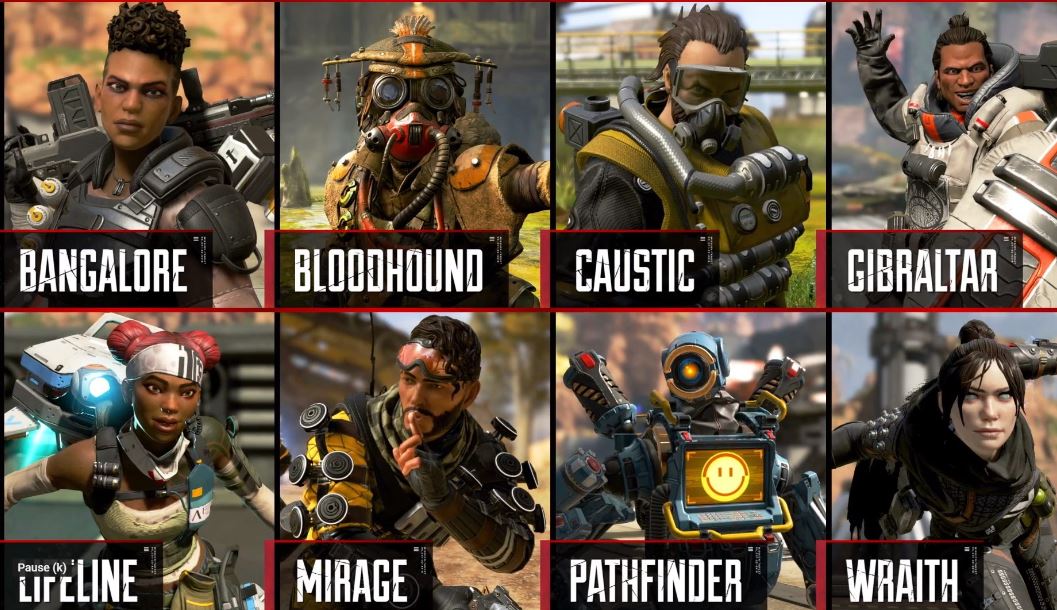 BANGALORE
BLOODHOUND
CAUSTIC
GIBRALTAR
Pause (k)
LIFELINE
MIRAGE
PATHFINDER
WRAITH